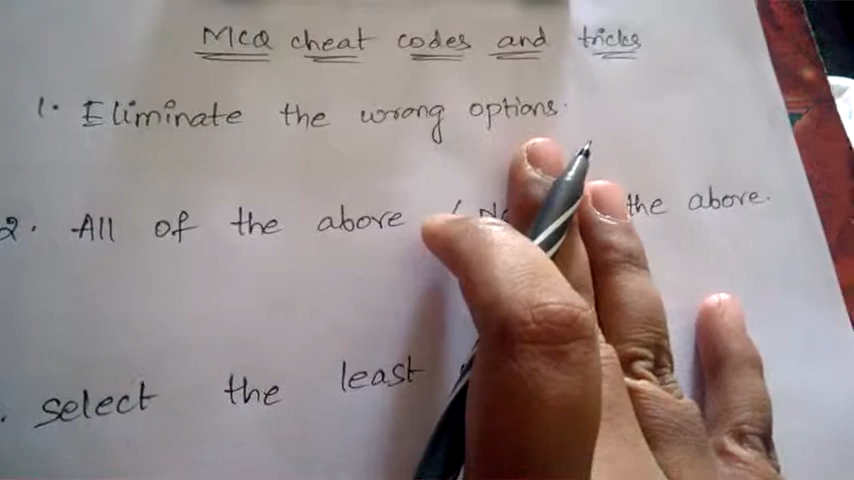 MCQ cheat codes and tricks
1. Eliminate the wrong options.
2. All of the above / the above.
. select the least